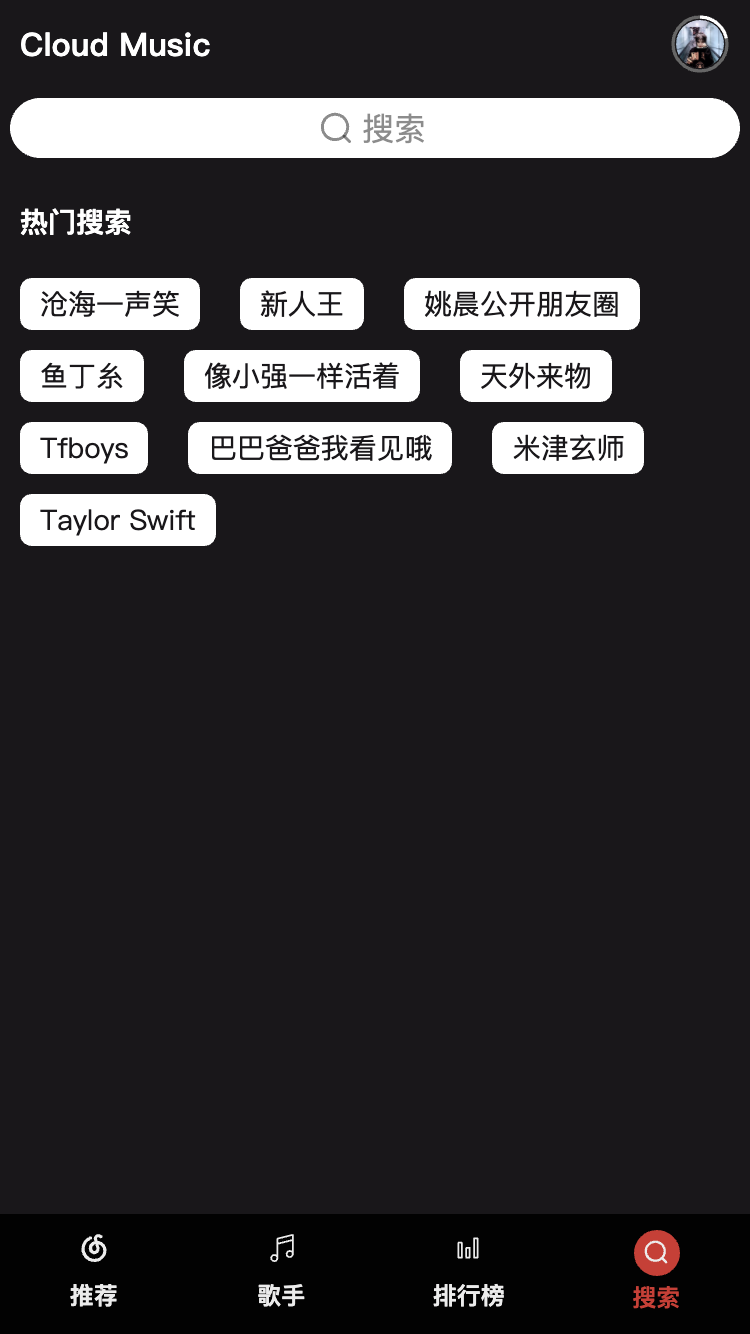 Cloud Music
搜索
热门搜索
沧海一声笑 新人王 姚晨公开朋友圈
鱼丁糸 像小强一样活着 天外来物
Tfboys 巴巴爸爸我看见哦 米津玄师
Taylor Swift
推荐 歌手 排行榜 搜索